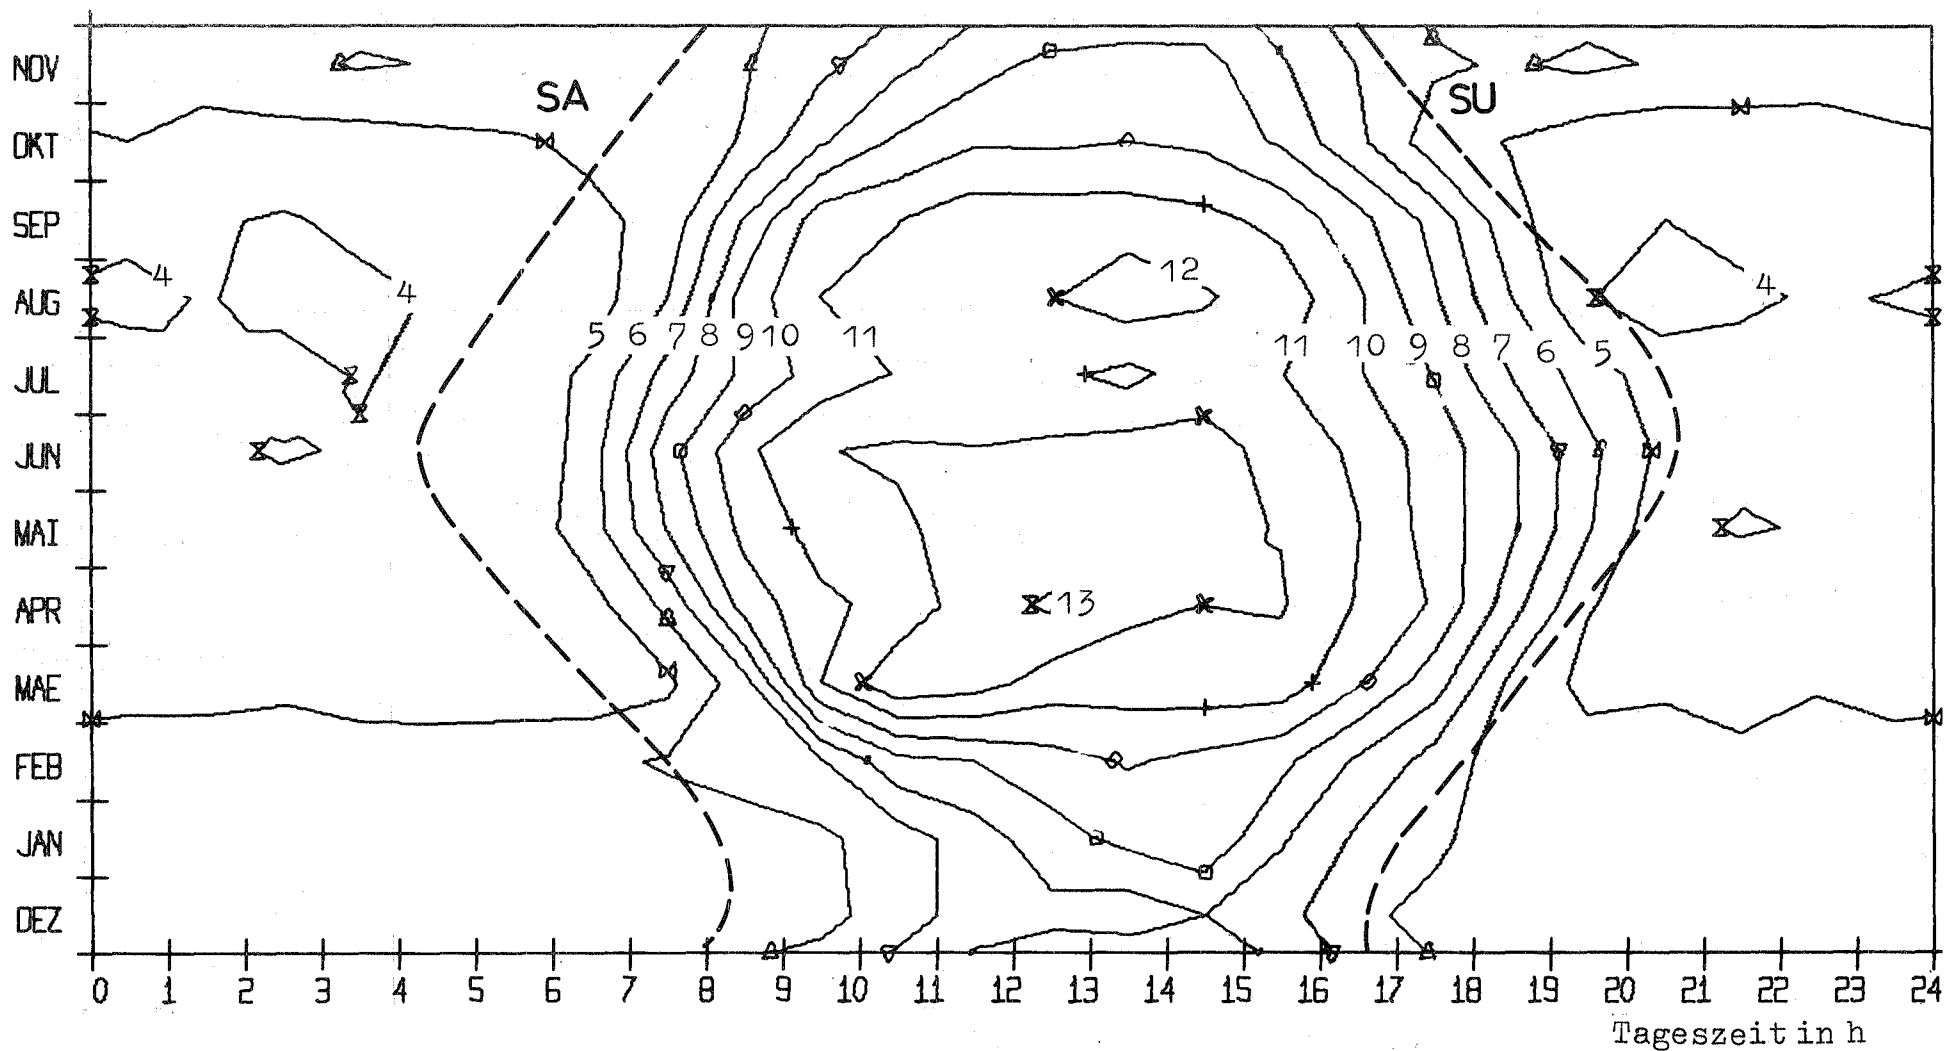 NOV
SA
SU
OKT
SEP
4 4 12 4
AUG
5 6 7 8 9 10 11 11 10 9 8 7 6 5
JUL
JUN
MAI
APR
13
MAE
FEB
JAN
DEZ
0 1 2 3 4 5 6 7 8 9 10 11 12 13 14 15 16 17 18 19 20 21 22 23 24
Tageszeit in h